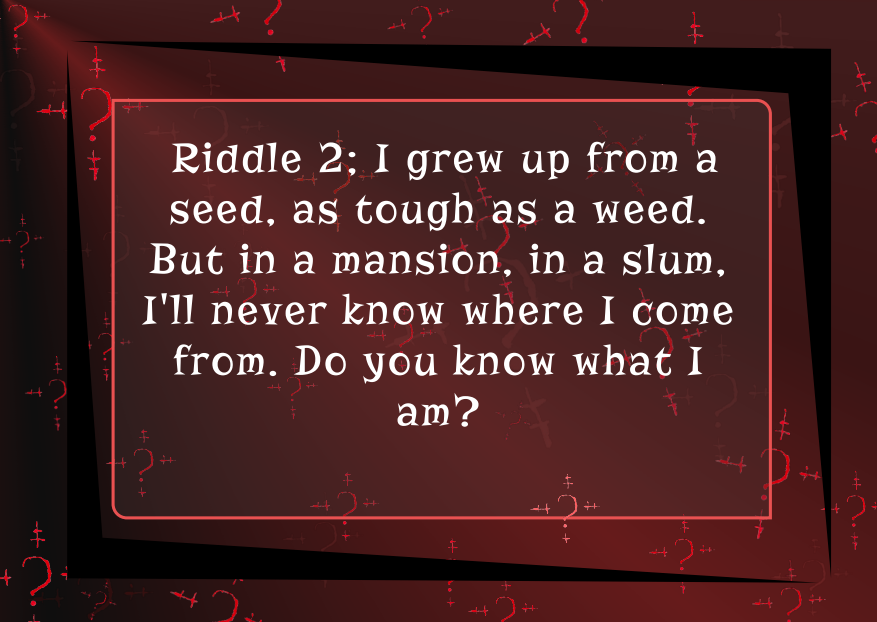 Riddle 2; I grew up from a
seed, as tough as a weed.
But in a mansion, in a slum,
I'll never know where I come
from. Do you know what I
am?